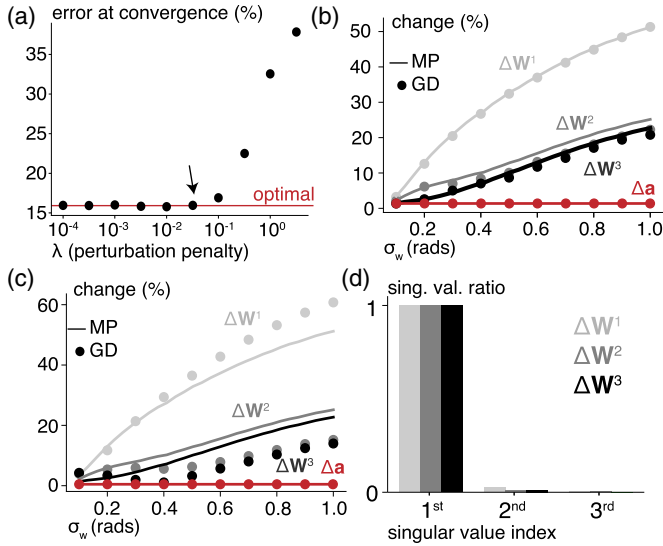 (a)
error at convergence (%)
40
35
30
25
20
15
optimal
10⁻⁴ 10⁻³ 10⁻² 10⁻¹ 10⁰
λ (perturbation penalty)
(b)
change (%)
50
40
30
20
10
0
MP
GD
ΔW¹
ΔW²
ΔW³
Δa
0.2 0.4 0.6 0.8 1.0
σw (rads)
(c)
change (%)
60
40
20
0
MP
GD
ΔW¹
ΔW²
ΔW³ Δa
0.2 0.4 0.6 0.8 1.0
σw (rads)
(d)
sing. val. ratio
1
0
ΔW¹
ΔW²
ΔW³
1st 2nd 3rd
singular value index